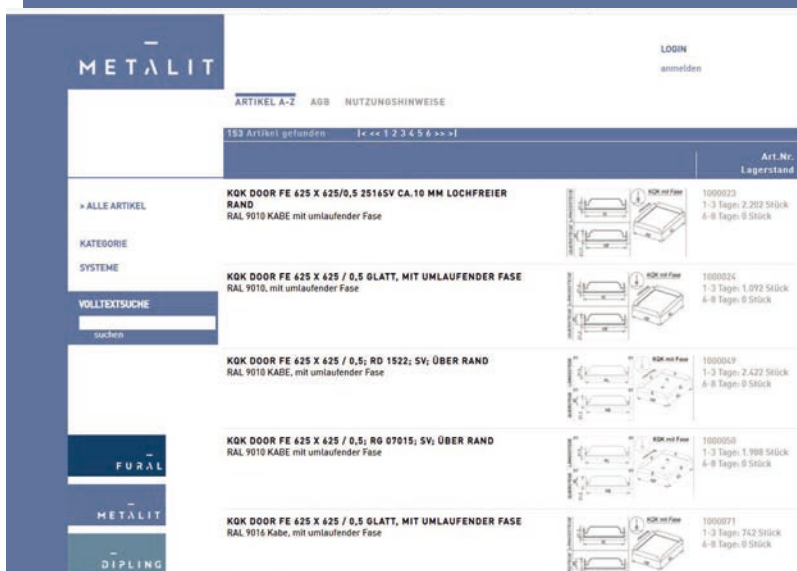 METALIT
LOGIN
anmelden
ARTIKEL A-Z AGB NUTZUNGSHINWEISE
153 Artikel gefunden |< << 1 2 3 4 5 6 >> >|
Art.Nr.
Lagerstand
> ALLE ARTIKEL
KATEGORIE
SYSTEME
VOLLTEXTSUCHE
suchen
FURAL
METALIT
DIPLING
KQK DOOR FE 625 X 625/0,5 2516SV CA.10 MM LOCHFREIER
RAND
RAL 9010 KABE mit umlaufender Fase
KQK mit Fase
1000023
1-3 Tage: 2.202 Stück
6-8 Tage: 0 Stück
KQK DOOR FE 625 X 625 / 0,5 GLATT, MIT UMLAUFENDER FASE
RAL 9010, mit umlaufender Fase
KQK mit Fase
1000024
1-3 Tage: 1.092 Stück
6-8 Tage: 0 Stück
KQK DOOR FE 625 X 625 / 0,5; RD 1522; SV; ÜBER RAND
RAL 9010 KABE, mit umlaufender Fase
KQK mit Fase
1000049
1-3 Tage: 2.422 Stück
6-8 Tage: 0 Stück
KQK DOOR FE 625 X 625 / 0,5; RG 07015; SV; ÜBER RAND
RAL 9010 KABE mit umlaufender Fase
KQK mit Fase
1000050
1-3 Tage: 1.988 Stück
6-8 Tage: 0 Stück
KQK DOOR FE 625 X 625 / 0,5 GLATT, MIT UMLAUFENDER FASE
RAL 9016 Kabe, mit umlaufender Fase
KQK mit Fase
1000071
1-3 Tage: 742 Stück
6-8 Tage: 0 Stück